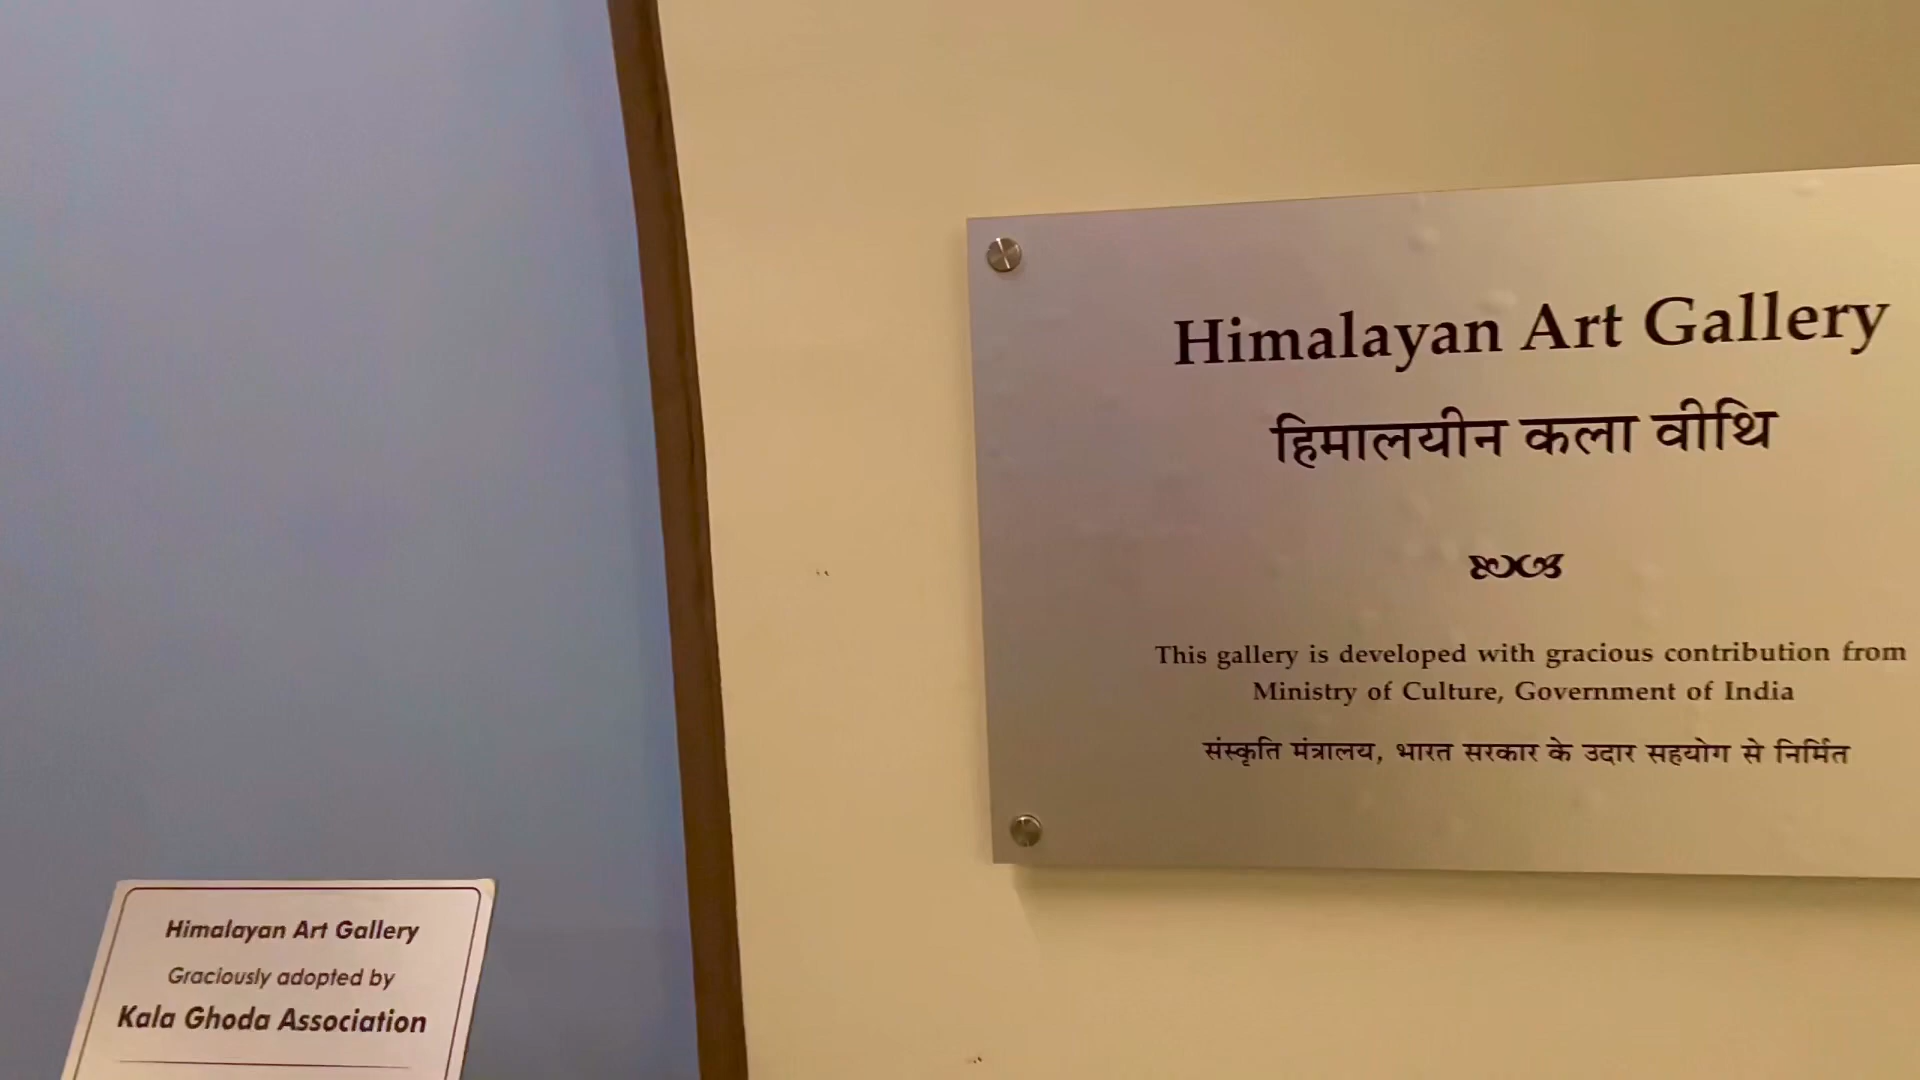 Himalayan Art Gallery
हिमालयीन कला वीथि
This gallery is developed with gracious contribution from
Ministry of Culture, Government of India
संस्कृति मंत्रालय, भारत सरकार के उदार सहयोग से निर्मित
Himalayan Art Gallery
Graciously adopted by
Kala Ghoda Association